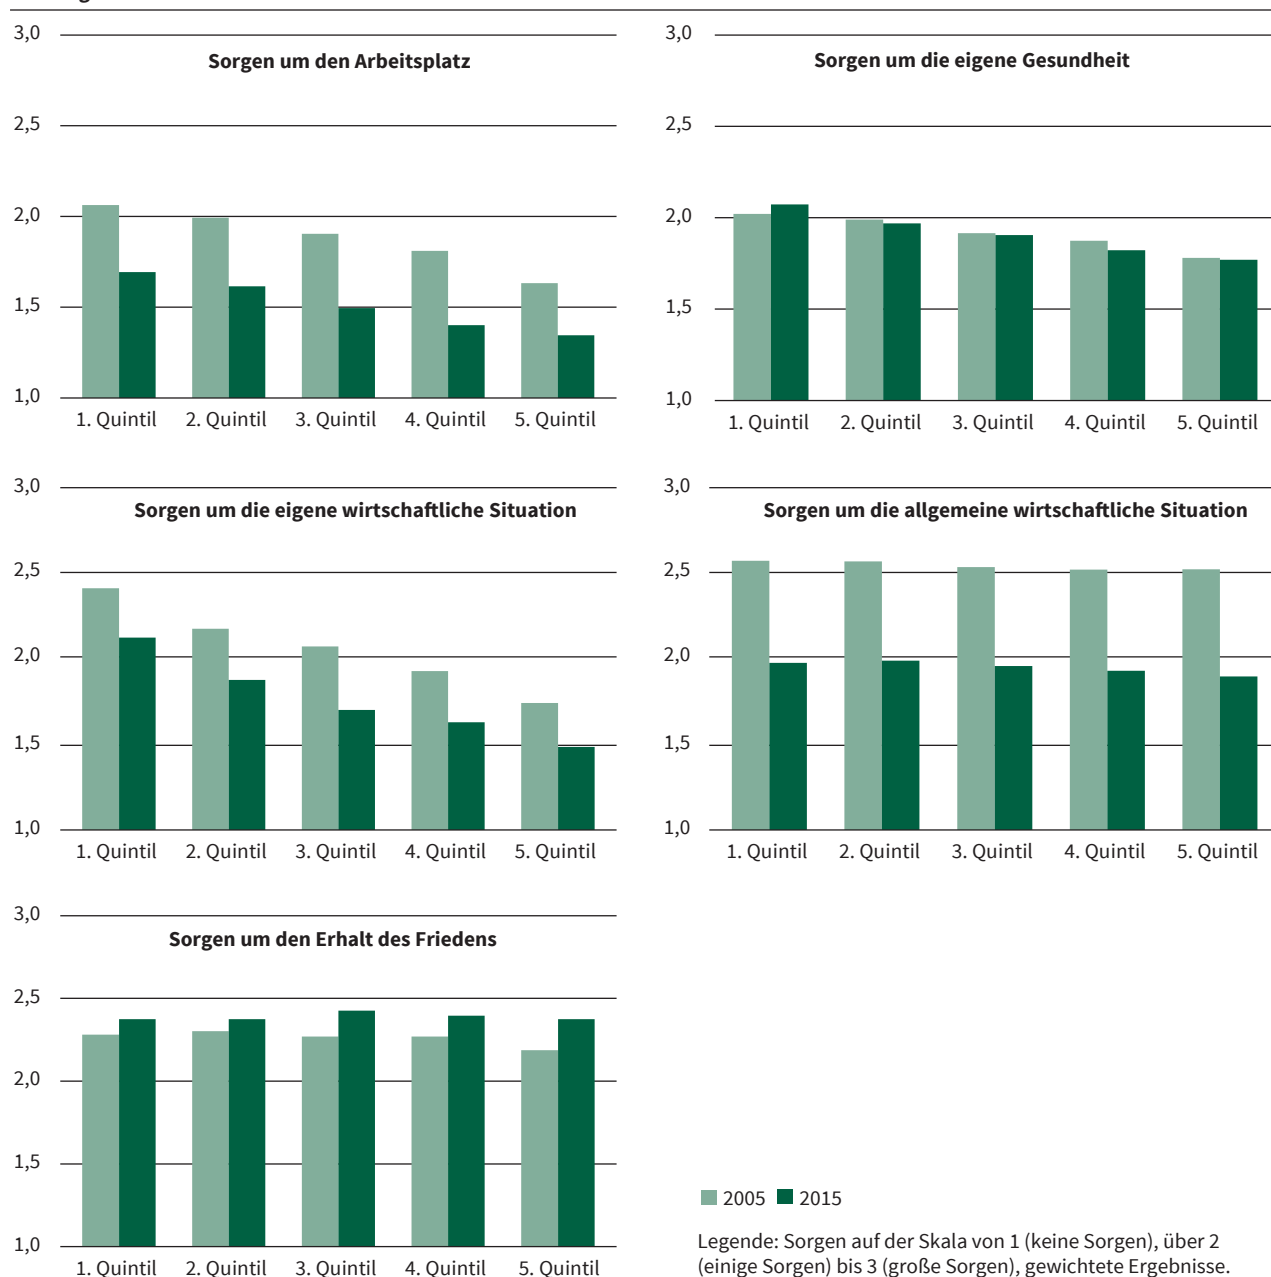 3,0
Sorgen um den Arbeitsplatz
2,5
2,0
1,5
1,0
1. Quintil 2. Quintil 3. Quintil 4. Quintil 5. Quintil
3,0
Sorgen um die eigene Gesundheit
2,5
2,0
1,5
1,0
1. Quintil 2. Quintil 3. Quintil 4. Quintil 5. Quintil
3,0
Sorgen um die eigene wirtschaftliche Situation
2,5
2,0
1,5
1,0
1. Quintil 2. Quintil 3. Quintil 4. Quintil 5. Quintil
3,0
Sorgen um die allgemeine wirtschaftliche Situation
2,5
2,0
1,5
1,0
1. Quintil 2. Quintil 3. Quintil 4. Quintil 5. Quintil
3,0
Sorgen um den Erhalt des Friedens
2,5
2,0
1,5
1,0
1. Quintil 2. Quintil 3. Quintil 4. Quintil 5. Quintil
2005 2015
Legende: Sorgen auf der Skala von 1 (keine Sorgen), über 2
(einige Sorgen) bis 3 (große Sorgen), gewichtete Ergebnisse.